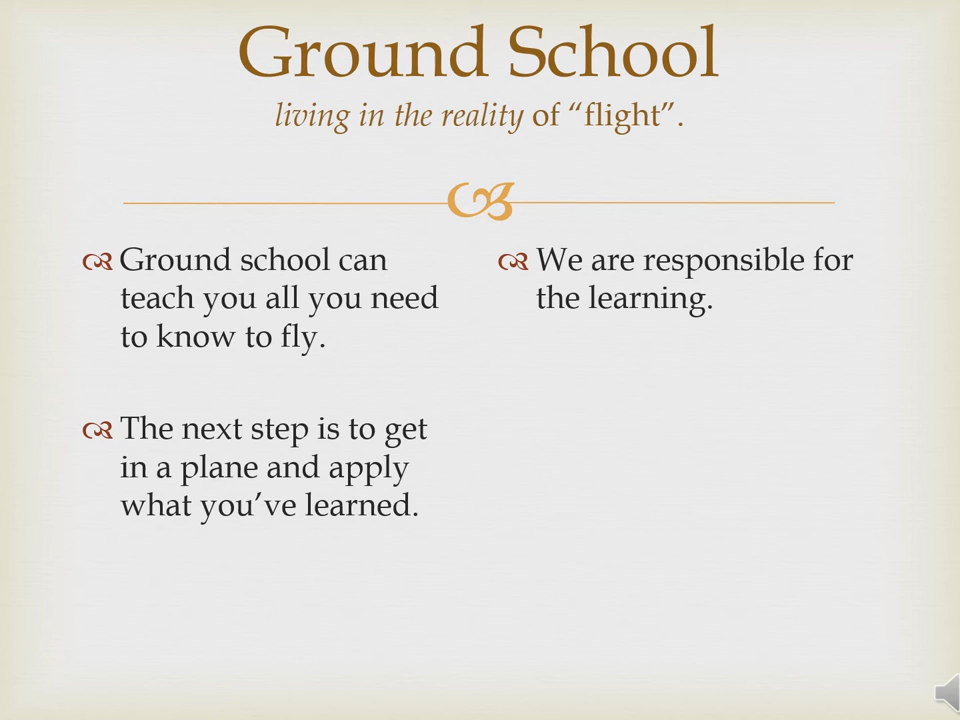 Ground School
living in the reality of “flight”.
Ground school can
teach you all you need
to know to fly.
The next step is to get
in a plane and apply
what you’ve learned.
We are responsible for
the learning.